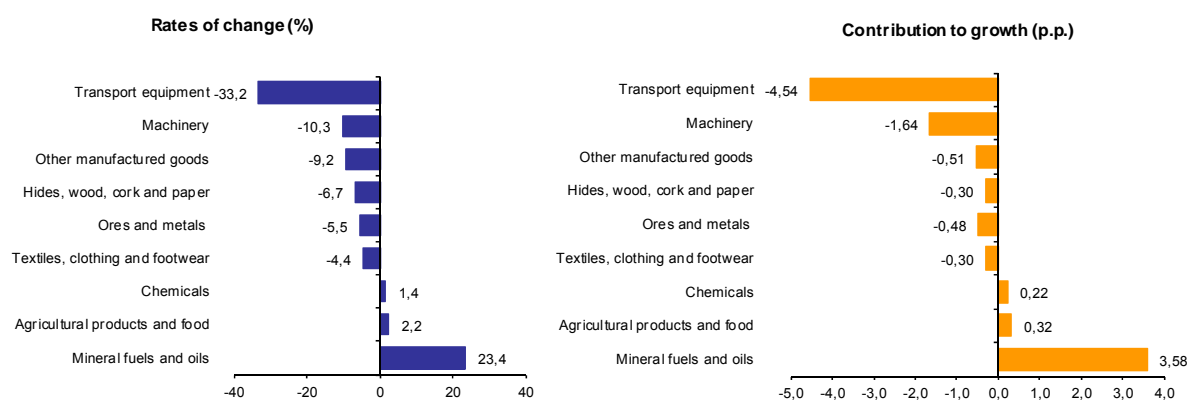 Rates of change (%)
Transport equipment -33,2
Machinery -10,3
Other manufactured goods -9,2
Hides, wood, cork and paper -6,7
Ores and metals -5,5
Textiles, clothing and footwear -4,4
Chemicals 1,4
Agricultural products and food 2,2
Mineral fuels and oils 23,4
-40 -20 0 20 40
Contribution to growth (p.p.)
Transport equipment -4,54
Machinery -1,64
Other manufactured goods -0,51
Hides, wood, cork and paper -0,30
Ores and metals -0,48
Textiles, clothing and footwear -0,30
Chemicals 0,22
Agricultural products and food 0,32
Mineral fuels and oils 3,58
-5,0 -4,0 -3,0 -2,0 -1,0 0,0 1,0 2,0 3,0 4,0